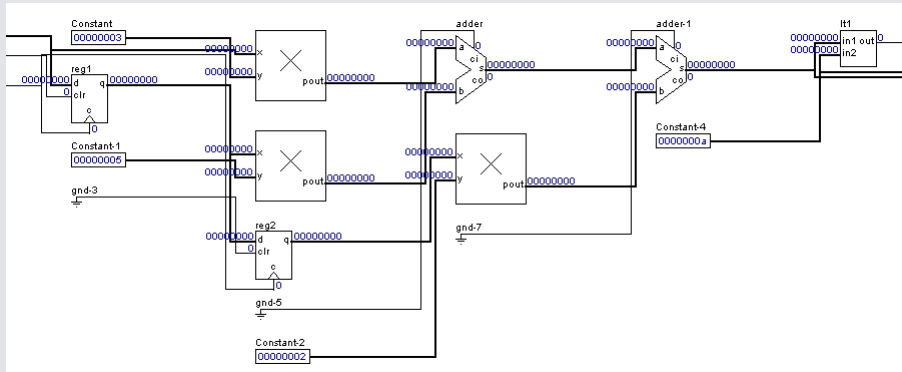 Constant
00000003
reg1
00000000
d q
00000000
clr
0
c
0
Constant-1
00000005
gnd-3
00000000
x
00000000
y
pout
00000000
00000000
x
00000000
y
pout
00000000
reg2
00000000
d q
00000000
0
clr
c
0
gnd-5
Constant-2
00000002
adder
00000000
a
0
ci
s
00000000
co
0
00000000
b
00000000
x
00000000
y
pout
00000000
gnd-7
adder-1
00000000
a
0
ci
s
00000000
co
0
00000000
b
Constant-4
0000000a
lt1
00000000
in1 out
0
00000000
in2